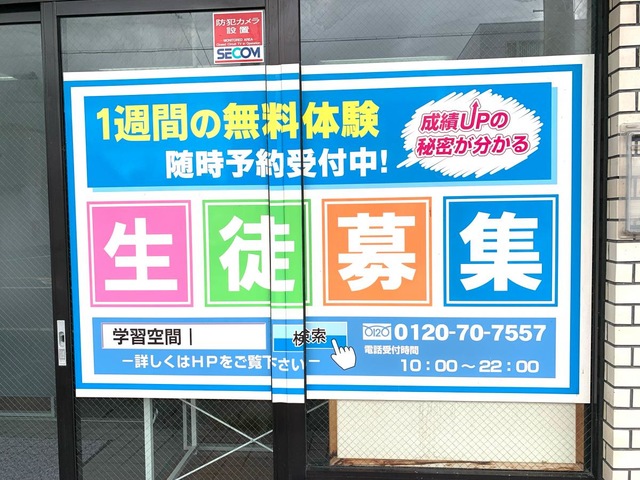 防犯カメラ
設置
SECOM
1週間の無料体験
随時予約受付中!
成績UPの
秘密が分かる
生徒募集
学習空間|
検索
0120-70-7557
電話受付時間
10:00〜22:00
ー詳しくはHPをご覧下さいー